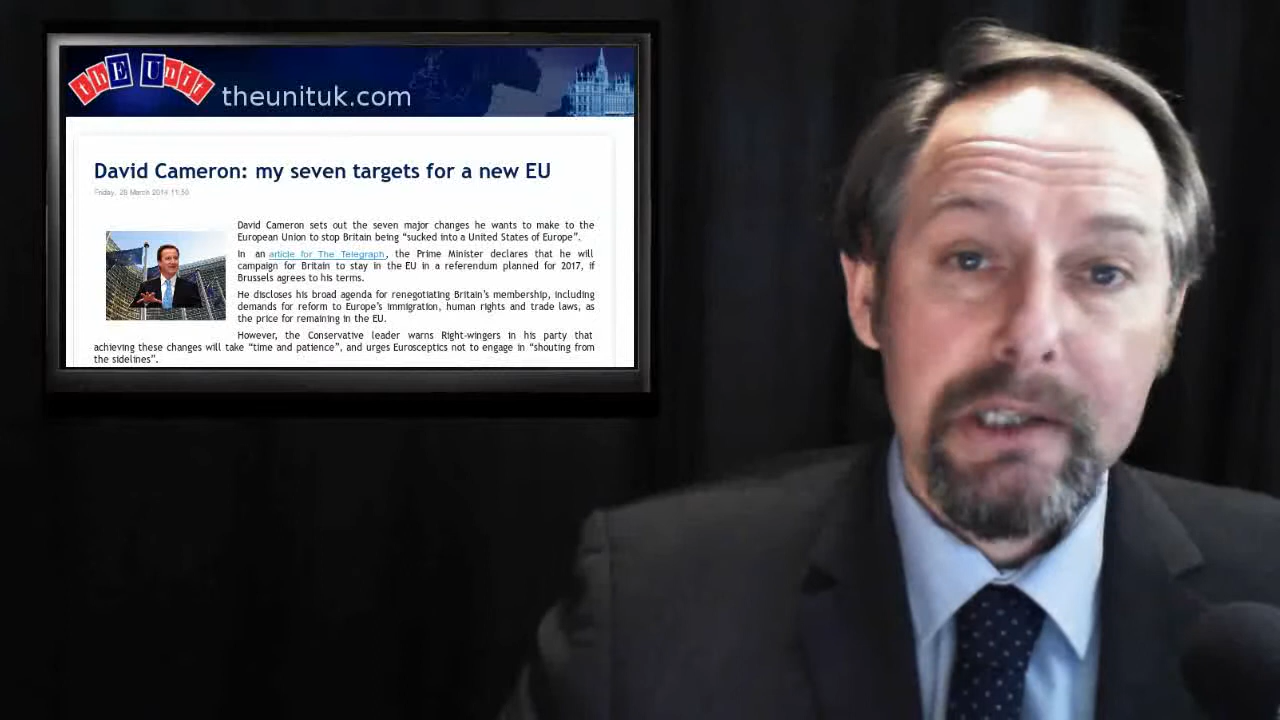 thE Unit
theunituk.com
David Cameron: my seven targets for a new EU
Friday, 28 March 2014 11:50
David Cameron sets out the seven major changes he wants to make to the
European Union to stop Britain being “sucked into a United States of Europe”.
In an article for The Telegraph, the Prime Minister declares that he will
campaign for Britain to stay in the EU in a referendum planned for 2017, if
Brussels agrees to his terms.
He discloses his broad agenda for renegotiating Britain’s membership, including
demands for reform to Europe’s immigration, human rights and trade laws, as
the price for remaining in the EU.
However, the Conservative leader warns Right-wingers in his party that
achieving these changes will take “time and patience”, and urges Eurosceptics not to engage in “shouting from
the sidelines”.